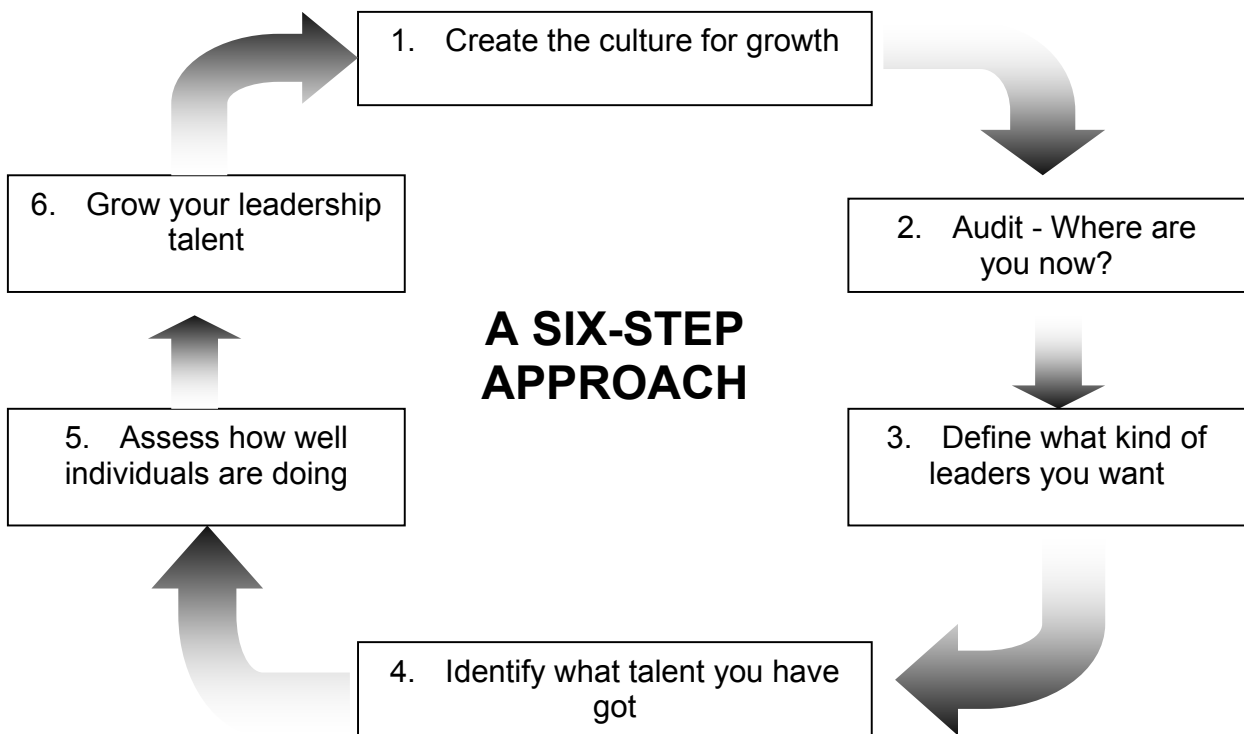 1. Create the culture for growth
2. Audit - Where are
you now?
3. Define what kind of
leaders you want
4. Identify what talent you have
got
5. Assess how well
individuals are doing
6. Grow your leadership
talent
A SIX-STEP
APPROACH